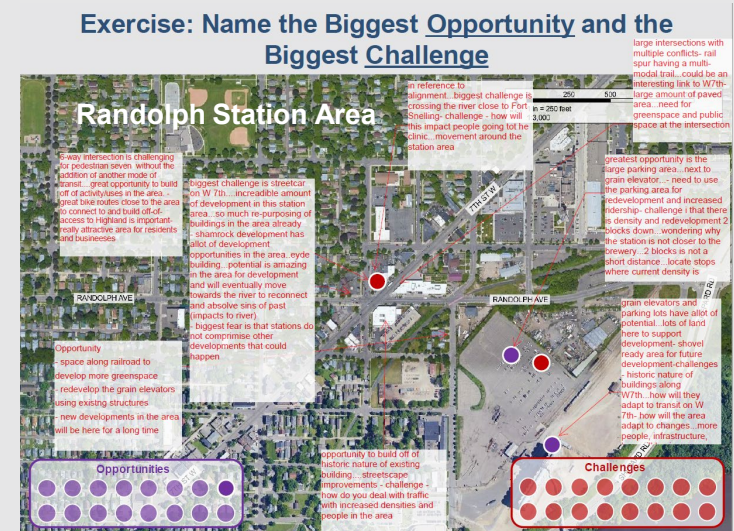 Exercise: Name the Biggest Opportunity and the
Biggest Challenge
large intersections with
multiple conflicts- rail
spur having a multi-
modal trail...could be an
interesting link to W7th-
large amount of paved
area...need for
greenspace and public
space at the intersection
Randolph Station Area
in reference to
alignment...biggest challenge is
crossing the river close to Fort
Snelling- challenge - how will
this impact people going tot he
clinic...movement around the
station area
250 500
in = 250 feet
3,000
6-way intersection is challenging
for pedestrian seven without the
addition of another mode of
transit....great opportunity to build
off of activity/uses in the area. -
great bike routes close to the area
to connect to and build off-of-
access to Highland is important-
really attractive area for residents
and busineeses
biggest challenge is streetcar
on W 7th....increadible amount
of development in this station
area...so much re-purposing of
buildings in the area already
- shamrock development has
allot of development
opportunities in the area..eyde
building...potential is amazing
in the area for development
and will eventually move
towards the river to reconnect
and absolve sins of past
(impacts to river)
- biggest fear is that stations do
not compnmise other
developments that could
happen
7TH ST W
greatest opportunity is the
large parking area...next to
grain elevator...- need to use
the parking area for
redevelopment and increased
ridership- challenge i that there
is density and redevelopment 2
blocks down...wondering why
the station is not closer to the
brewery...2 blocks is not a
short distance...locate stops
where current density is
RANDOLPH AVE
RANDOLPH AVE
grain elevators and
parking lots have allot of
potential...lots of land
here to support
development- shovel
ready area for future
development-challenges
- historic nature of
buildings along
W7th...how will they
adapt to transit on W
7th- how will the area
adapt to changes...more
people, infrastructure,
Opportunity
- space along railroad to
develop more greenspace
- redevelop the grain elevators
using existng structures
- new developments in the area
will be here for a long time
opportunity to build off of
historic nature of existing
building....streetscape
improvements - challenge -
how do you deal with traffic
with increased densities and
people in the area
Opportunities
Challenges